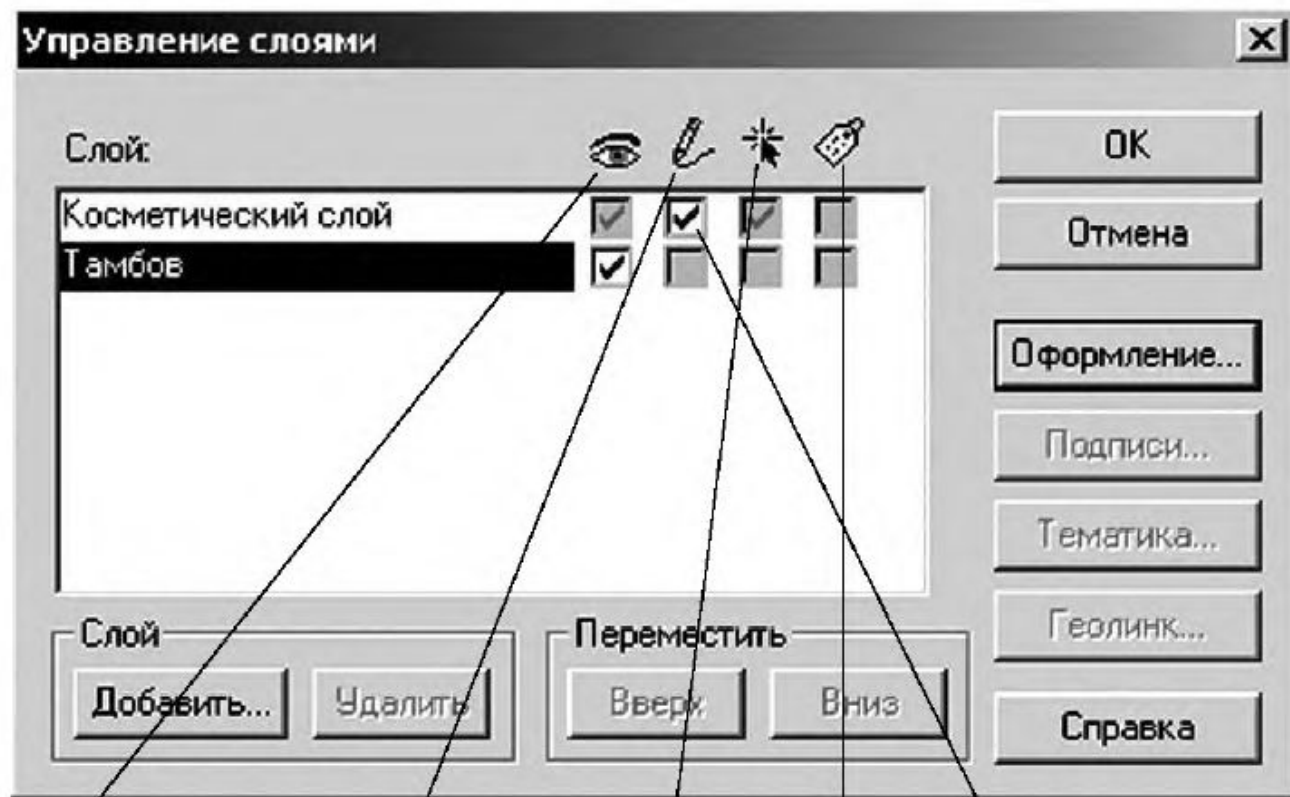 Управление слоями
Слой:
Косметический слой
Тамбов
OK
Отмена
Оформление...
Подписи...
Тематика...
Геолинк...
Справка
Слой
Добавить...
Удалить
Переместить
Вверх
Вниз